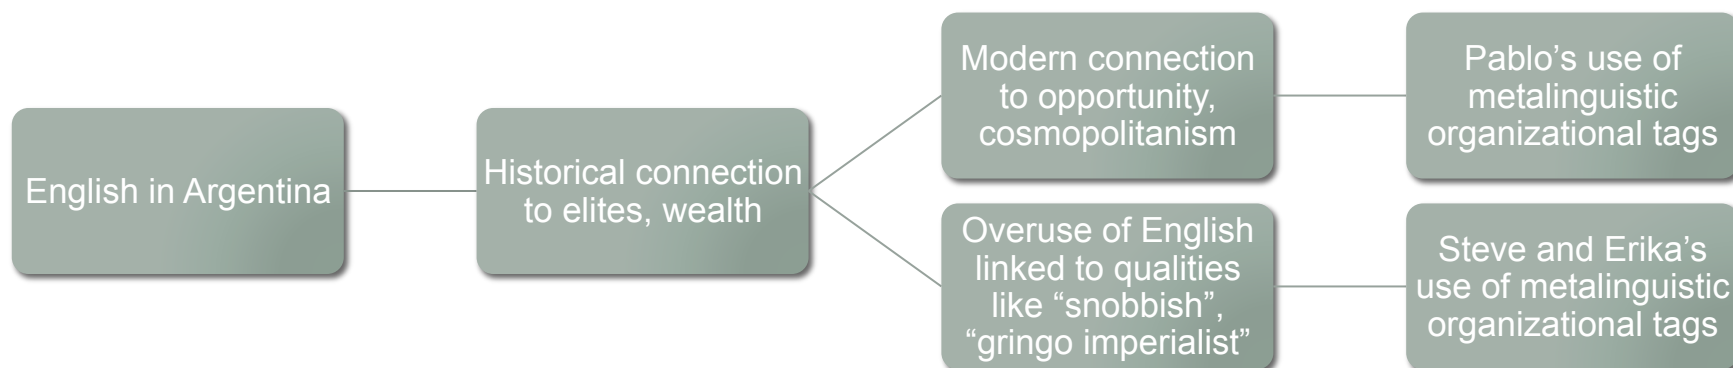 English in Argentina
Historical connection
to elites, wealth
Modern connection
to opportunity,
cosmopolitanism
Pablo’s use of
metalinguistic
organizational tags
Overuse of English
linked to qualities
like “snobbish”,
“gringo imperialist”
Steve and Erika’s
use of metalinguistic
organizational tags